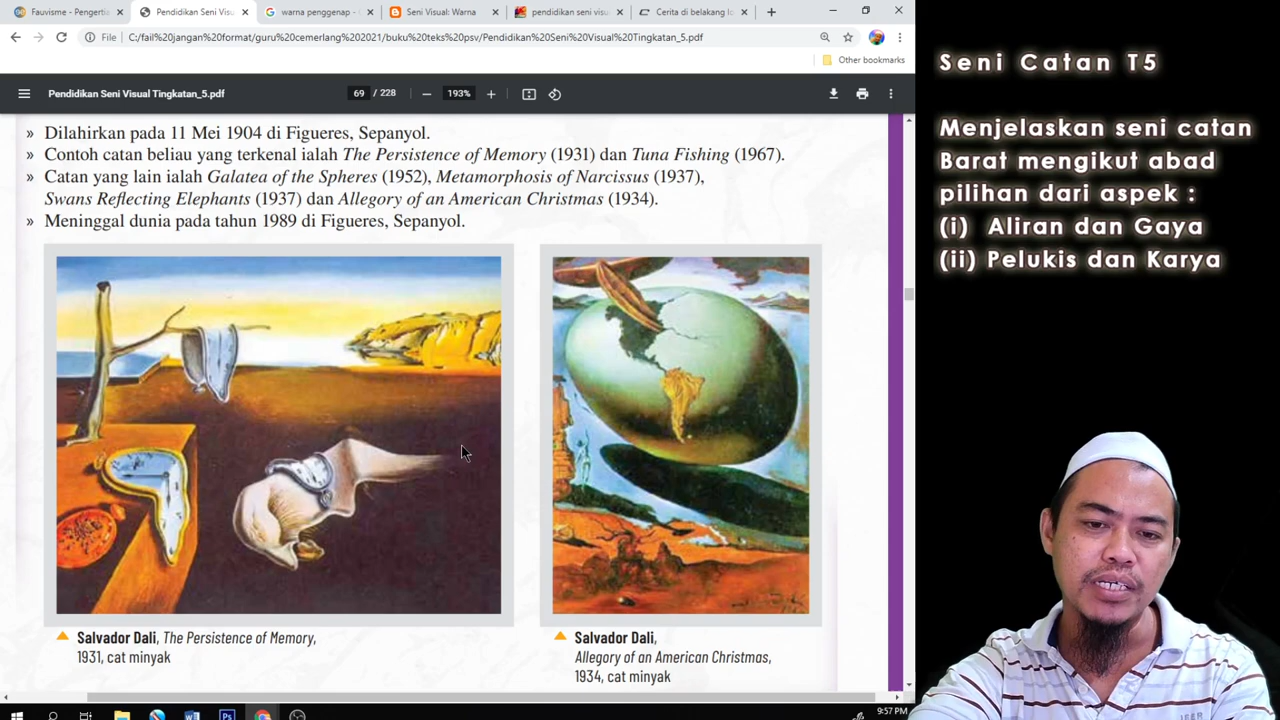 Fauvisme - Pengertia
Pendidikan Seni Visu
warna penggenap - 
Seni Visual: Warna
pendidikan seni visu
Cerita di belakang lo
File
C:/fail%20jangan%20format/guru%20cemerlang%202021/buku%20teks%20psv/Pendidikan%20Seni%20Visual%20Tingkatan_5.pdf
Other bookmarks
Pendidikan Seni Visual Tingkatan_5.pdf
69 / 228
193%
» Dilahirkan pada 11 Mei 1904 di Figueres, Sepanyol.
» Contoh catan beliau yang terkenal ialah The Persistence of Memory (1931) dan Tuna Fishing (1967).
» Catan yang lain ialah Galatea of the Spheres (1952), Metamorphosis of Narcissus (1937),
Swans Reflecting Elephants (1937) dan Allegory of an American Christmas (1934).
» Meninggal dunia pada tahun 1989 di Figueres, Sepanyol.
Salvador Dali, The Persistence of Memory,
1931, cat minyak
Salvador Dali,
Allegory of an American Christmas,
1934, cat minyak
Seni Catan T5
Menjelaskan seni catan
Barat mengikut abad
pilihan dari aspek :
(i) Aliran dan Gaya
(ii) Pelukis dan Karya
9:57 PM